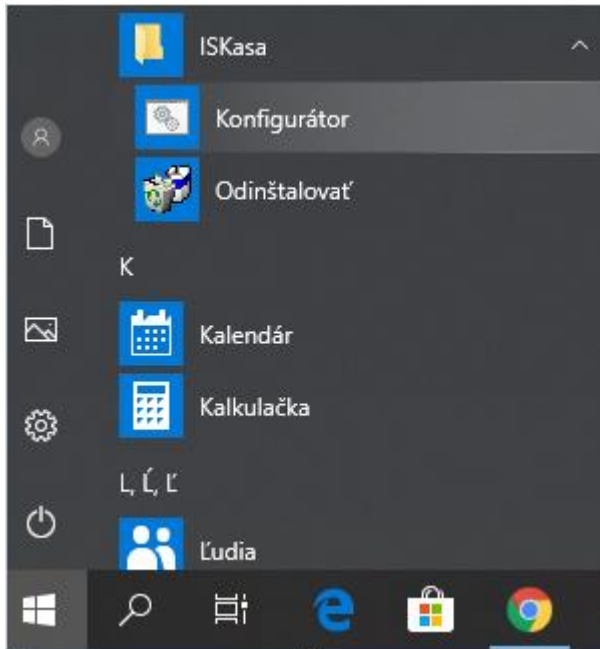 ISKasa
Konfigurátor
Odinštalovať
K
Kalendár
Kalkulačka
L, Ĺ, Ľ
Ľudia